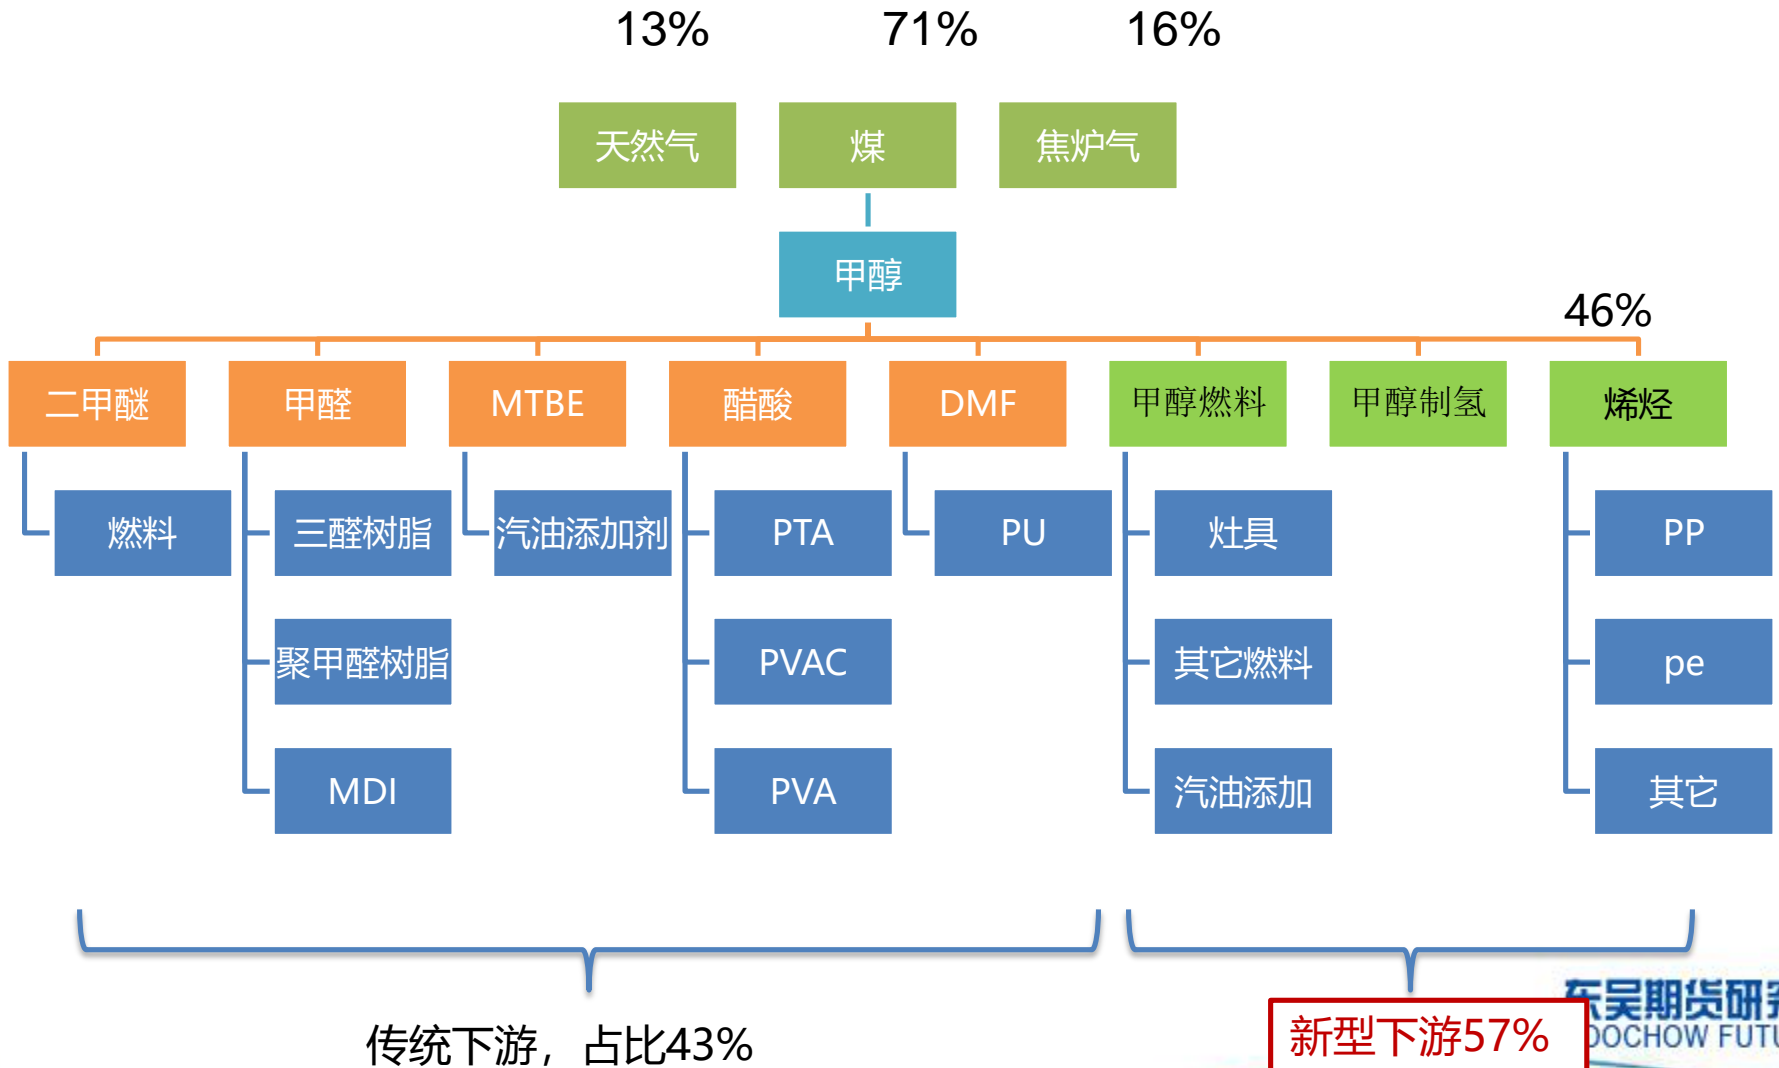 13%
71%
16%
天然气
煤
焦炉气
甲醇
46%
二甲醚
甲醛
MTBE
醋酸
DMF
甲醇燃料
甲醇制氢
烯烃
燃料
三醛树脂
汽油添加剂
PTA
PU
灶具
PP
聚甲醛树脂
PVAC
其它燃料
pe
MDI
PVA
汽油添加
其它
东吴期货研究
OOCHOW FUTU
传统下游，占比43%
新型下游57%